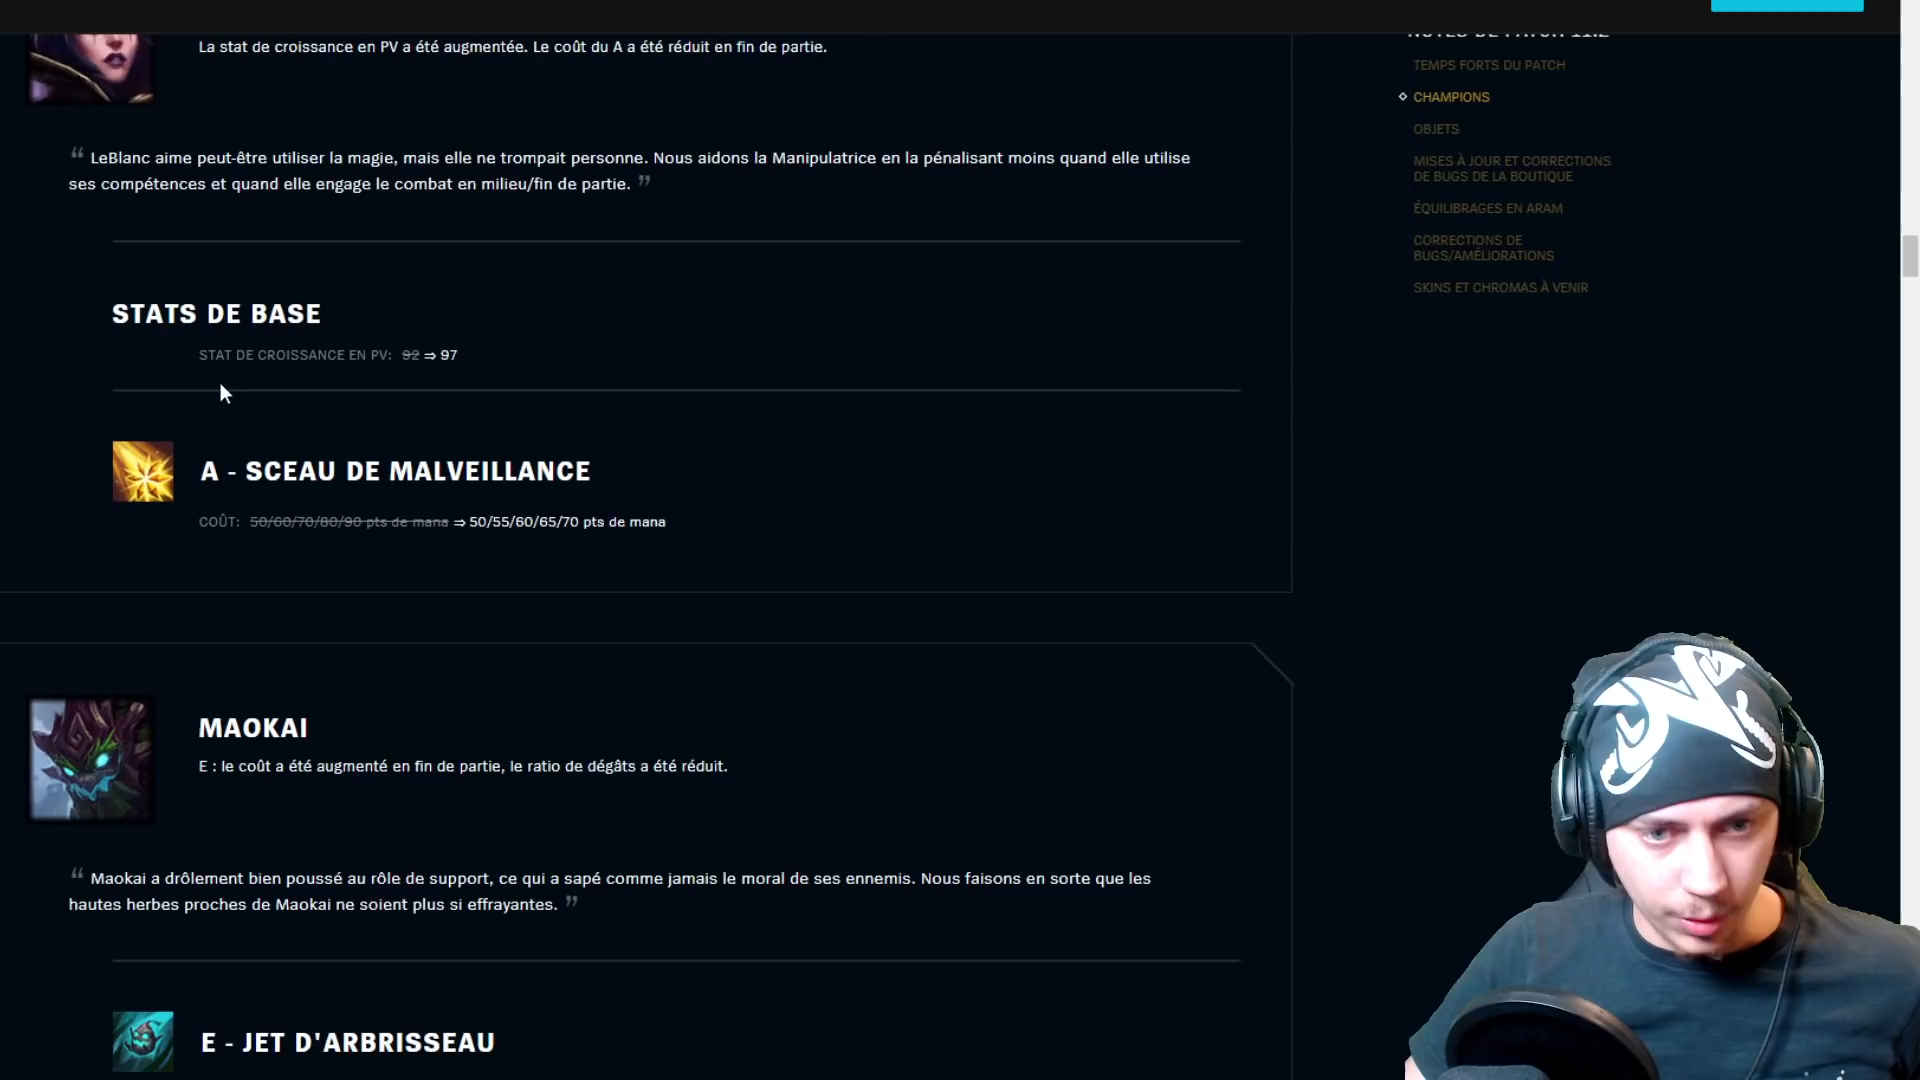 La stat de croissance en PV a été augmentée. Le coût du A a été réduit en fin de partie.
“ LeBlanc aime peut-être utiliser la magie, mais elle ne trompait personne. Nous aidons la Manipulatrice en la pénalisant moins quand elle utilise
ses compétences et quand elle engage le combat en milieu/fin de partie. ”
STATS DE BASE
STAT DE CROISSANCE EN PV: 92 ⇒ 97
A - SCEAU DE MALVEILLANCE
COÛT: 50/60/70/80/90 pts de mana ⇒ 50/55/60/65/70 pts de mana
MAOKAI
E : le coût a été augmenté en fin de partie, le ratio de dégâts a été réduit.
“ Maokai a drôlement bien poussé au rôle de support, ce qui a sapé comme jamais le moral de ses ennemis. Nous faisons en sorte que les
hautes herbes proches de Maokai ne soient plus si effrayantes. ”
E - JET D'ARBRISSEAU
NOTES DE PATCH 11.2
TEMPS FORTS DU PATCH
CHAMPIONS
OBJETS
MISES À JOUR ET CORRECTIONS
DE BUGS DE LA BOUTIQUE
ÉQUILIBRAGES EN ARAM
CORRECTIONS DE
BUGS/AMÉLIORATIONS
SKINS ET CHROMAS À VENIR